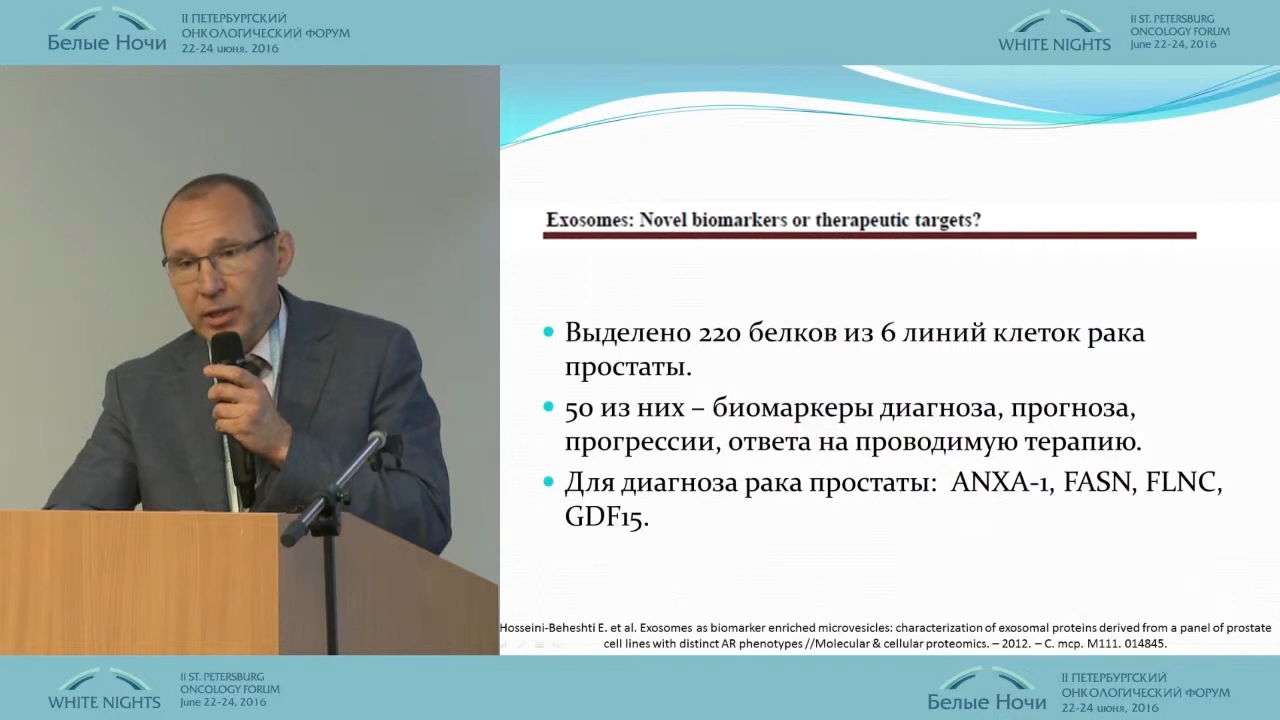 Белые Ночи
II ПЕТЕРБУРГСКИЙ
ОНКОЛОГИЧЕСКИЙ ФОРУМ
22-24 июня, 2016
WHITE NIGHTS
II ST. PETERSBURG
ONCOLOGY FORUM
June 22-24, 2016
Exosomes: Novel biomarkers or therapeutic targets?
• Выделено 220 белков из 6 линий клеток рака
простаты.
• 50 из них – биомаркеры диагноза, прогноза,
прогрессии, ответа на проводимую терапию.
• Для диагноза рака простаты: ANXA-1, FASN, FLNC,
GDF15.
Hosseini-Beheshti E. et al. Exosomes as biomarker enriched microvesicles: characterization of exosomal proteins derived from a panel of prostate
cell lines with distinct AR phenotypes //Molecular & cellular proteomics. – 2012. – С. mcp. M111. 014845.
WHITE NIGHTS
II ST. PETERSBURG
ONCOLOGY FORUM
June 22-24, 2016
Белые Ночи
II ПЕТЕРБУРГСКИЙ
ОНКОЛОГИЧЕСКИЙ ФОРУМ
22-24 июня, 2016